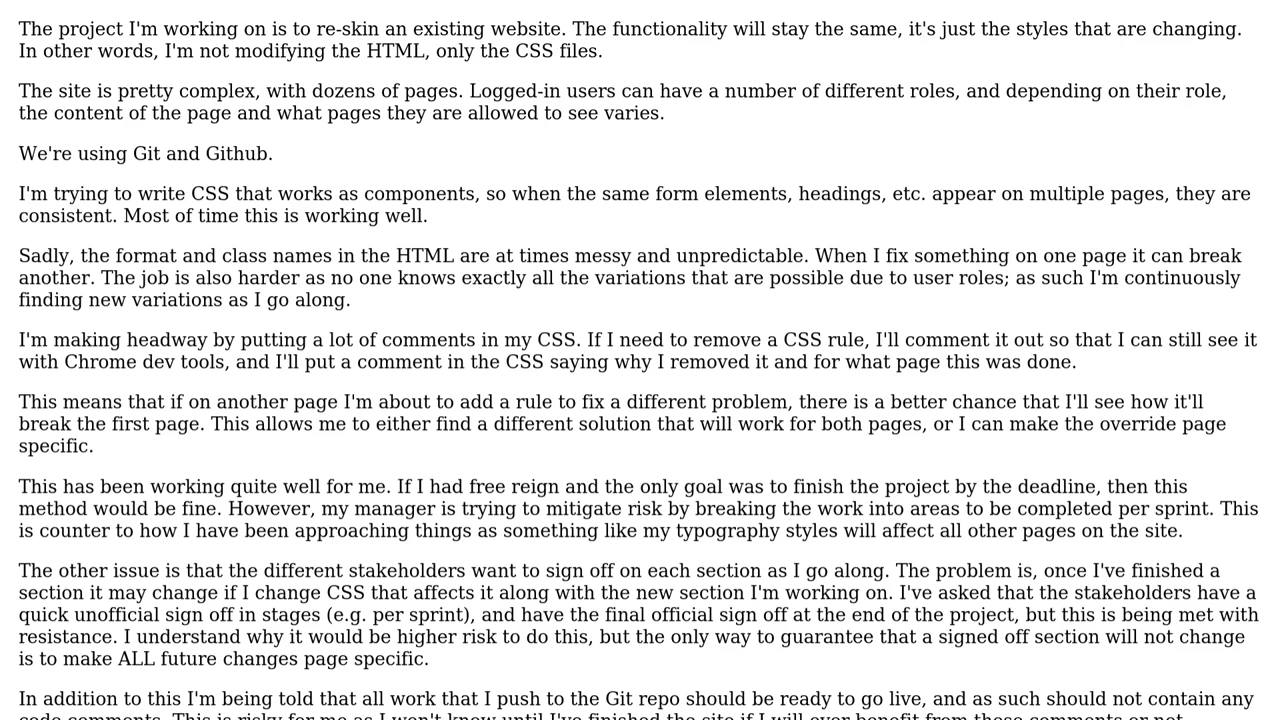 The project I'm working on is to re-skin an existing website. The functionality will stay the same, it's just the styles that are changing.
In other words, I'm not modifying the HTML, only the CSS files.
The site is pretty complex, with dozens of pages. Logged-in users can have a number of different roles, and depending on their role,
the content of the page and what pages they are allowed to see varies.
We're using Git and Github.
I'm trying to write CSS that works as components, so when the same form elements, headings, etc. appear on multiple pages, they are
consistent. Most of time this is working well.
Sadly, the format and class names in the HTML are at times messy and unpredictable. When I fix something on one page it can break
another. The job is also harder as no one knows exactly all the variations that are possible due to user roles; as such I'm continuously
finding new variations as I go along.
I'm making headway by putting a lot of comments in my CSS. If I need to remove a CSS rule, I'll comment it out so that I can still see it
with Chrome dev tools, and I'll put a comment in the CSS saying why I removed it and for what page this was done.
This means that if on another page I'm about to add a rule to fix a different problem, there is a better chance that I'll see how it'll
break the first page. This allows me to either find a different solution that will work for both pages, or I can make the override page
specific.
This has been working quite well for me. If I had free reign and the only goal was to finish the project by the deadline, then this
method would be fine. However, my manager is trying to mitigate risk by breaking the work into areas to be completed per sprint. This
is counter to how I have been approaching things as something like my typography styles will affect all other pages on the site.
The other issue is that the different stakeholders want to sign off on each section as I go along. The problem is, once I've finished a
section it may change if I change CSS that affects it along with the new section I'm working on. I've asked that the stakeholders have a
quick unofficial sign off in stages (e.g. per sprint), and have the final official sign off at the end of the project, but this is being met with
resistance. I understand why it would be higher risk to do this, but the only way to guarantee that a signed off section will not change
is to make ALL future changes page specific.
In addition to this I'm being told that all work that I push to the Git repo should be ready to go live, and as such should not contain any
code comments. This is risky for me as I won't know until I've finished the site if I will ever benefit from these comments or not